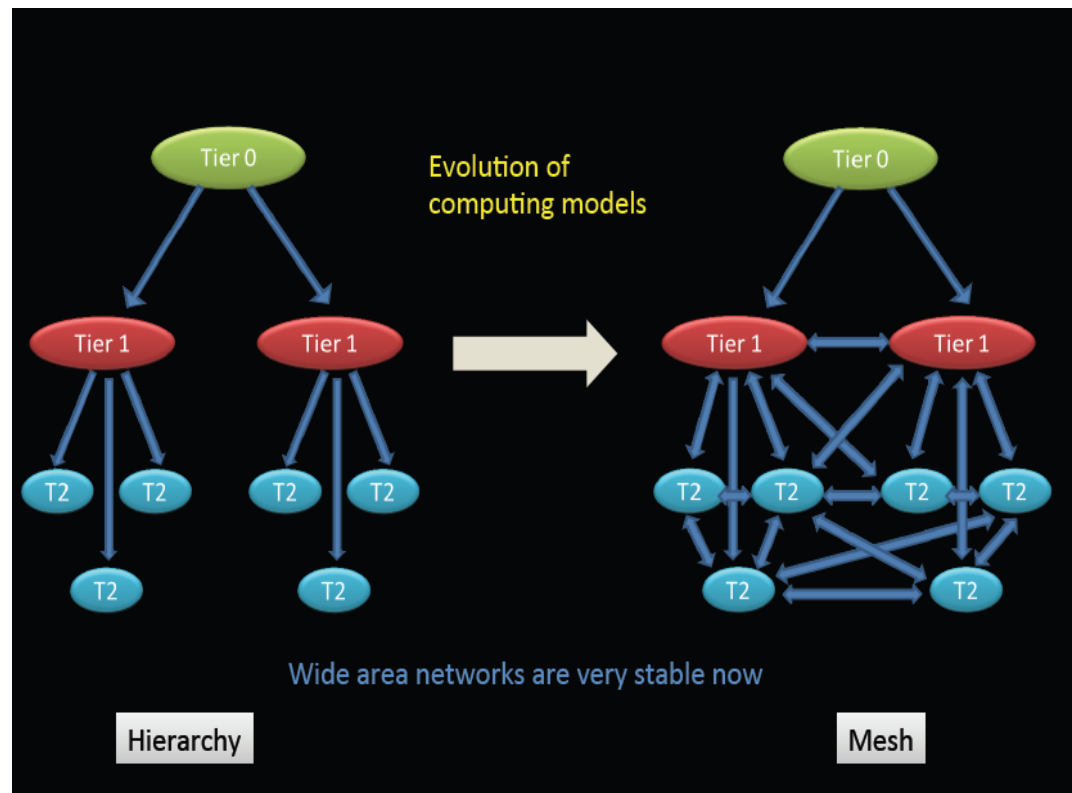 Tier 0
Evolution of
computing models
Tier 0
Tier 1
Tier 1
Tier 1
Tier 1
T2
T2
T2
T2
T2
T2
T2
T2
T2
T2
T2
T2
Wide area networks are very stable now
Hierarchy
Mesh